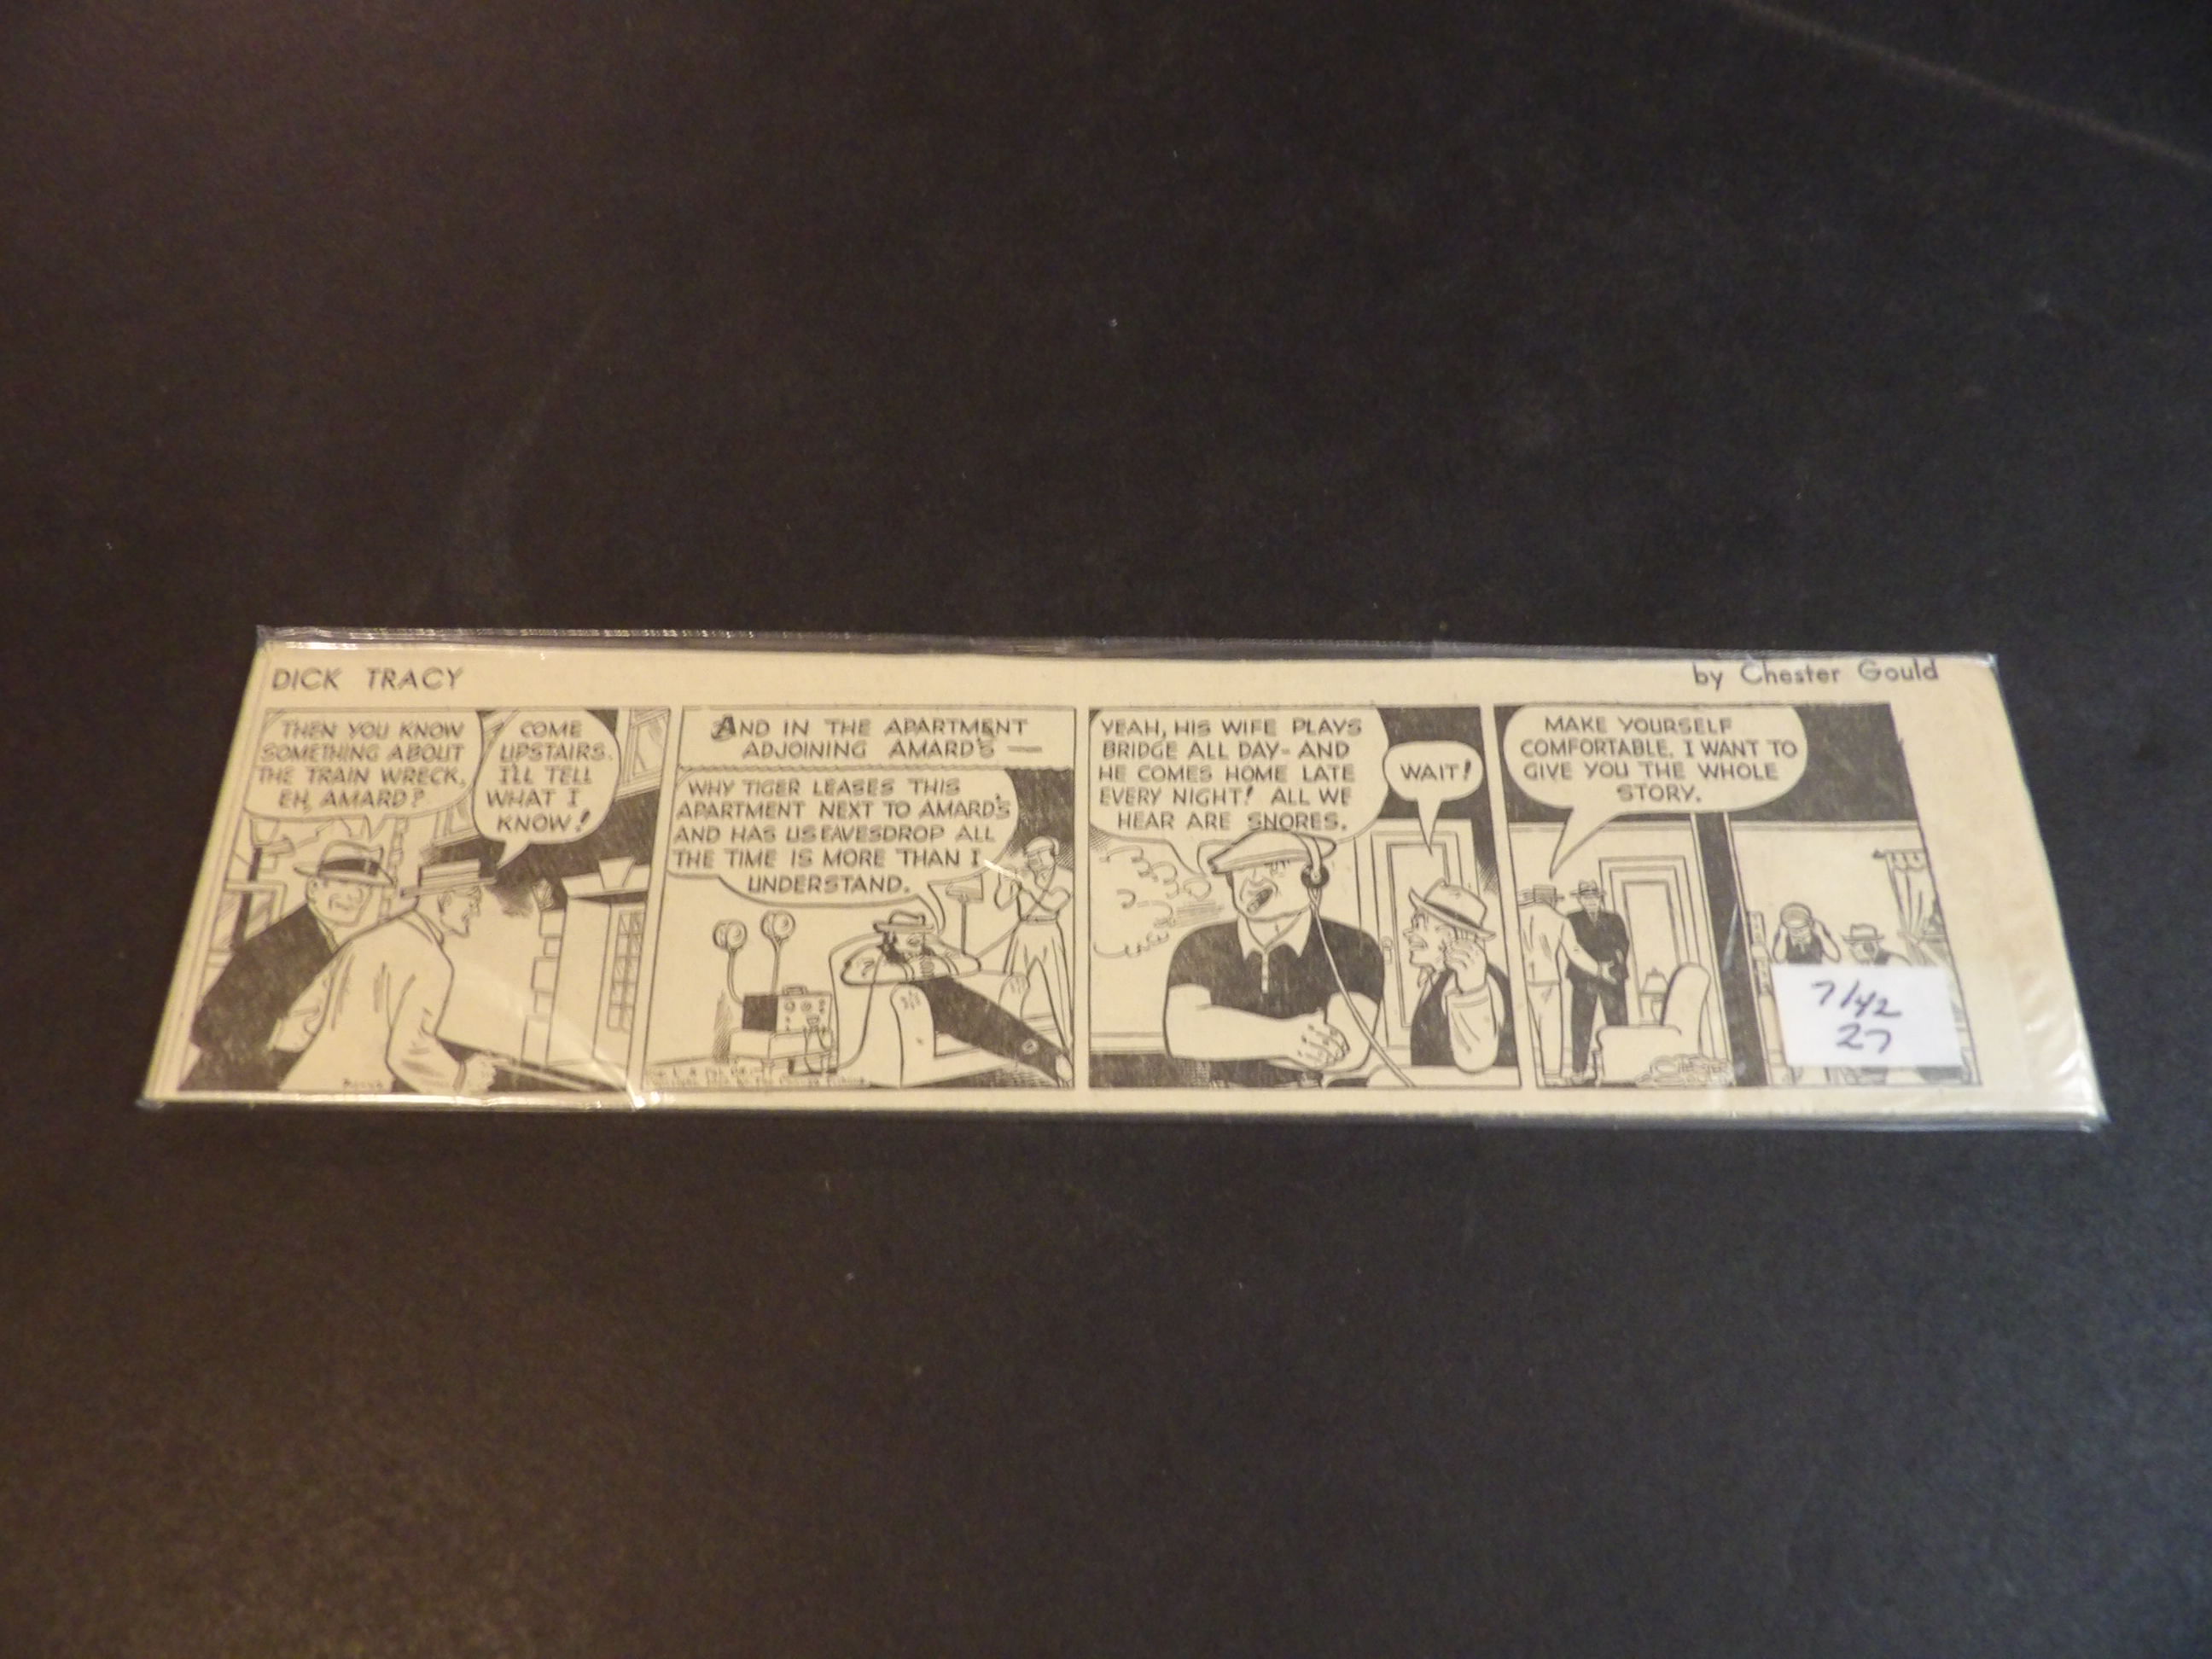 DICK TRACY
by Chester Gould
THEN YOU KNOW
SOMETHING ABOUT
THE TRAIN WRECK,
EH, AMARD?
COME
UPSTAIRS.
I'LL TELL
WHAT I
KNOW!
AND IN THE APARTMENT
ADJOINING AMARD'S —
WHY TIGER LEASES THIS
APARTMENT NEXT TO AMARD'S
AND HAS US EAVESDROP ALL
THE TIME IS MORE THAN I
UNDERSTAND.
YEAH, HIS WIFE PLAYS
BRIDGE ALL DAY- AND
HE COMES HOME LATE
EVERY NIGHT! ALL WE
HEAR ARE SNORES.
WAIT!
MAKE YOURSELF
COMFORTABLE. I WANT TO
GIVE YOU THE WHOLE
STORY.
7/42
27